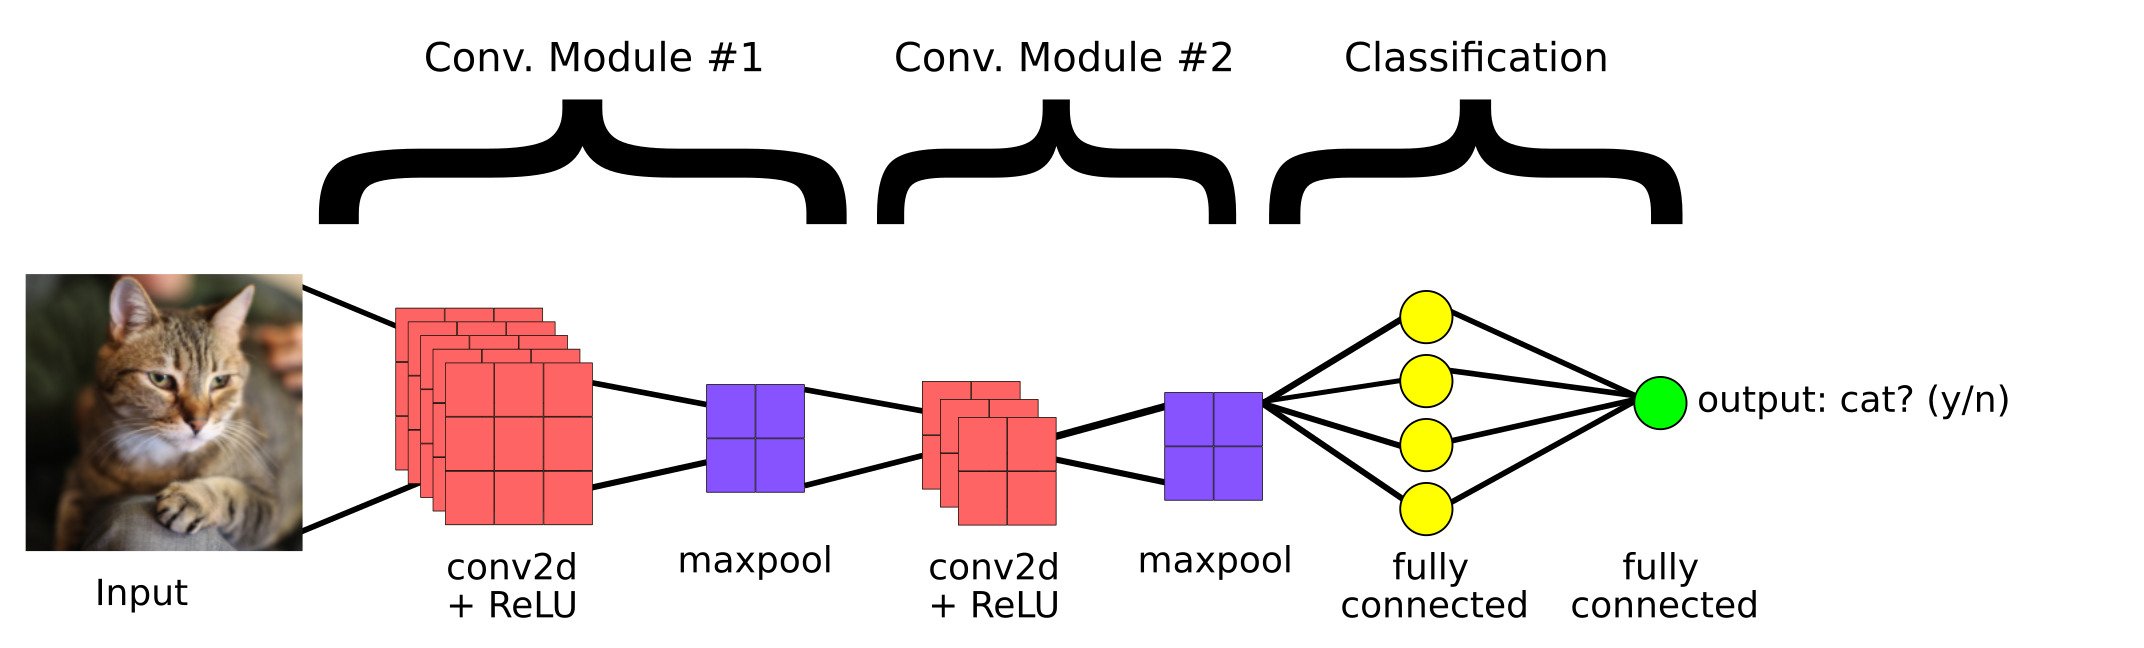 Conv. Module #1
Conv. Module #2
Classification
output: cat? (y/n)
Input
conv2d
+ ReLU
maxpool
conv2d
+ ReLU
maxpool
fully
connected
fully
connected